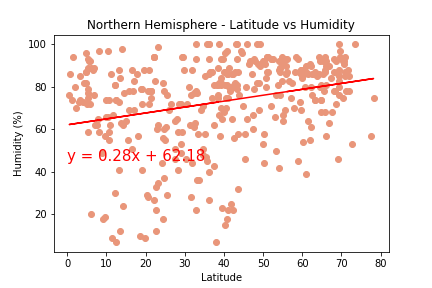 Northern Hemisphere - Latitude vs Humidity
100
80
60
40
20
Humidity (%)
y = 0.28x + 62.18
0 10 20 30 40 50 60 70 80
Latitude